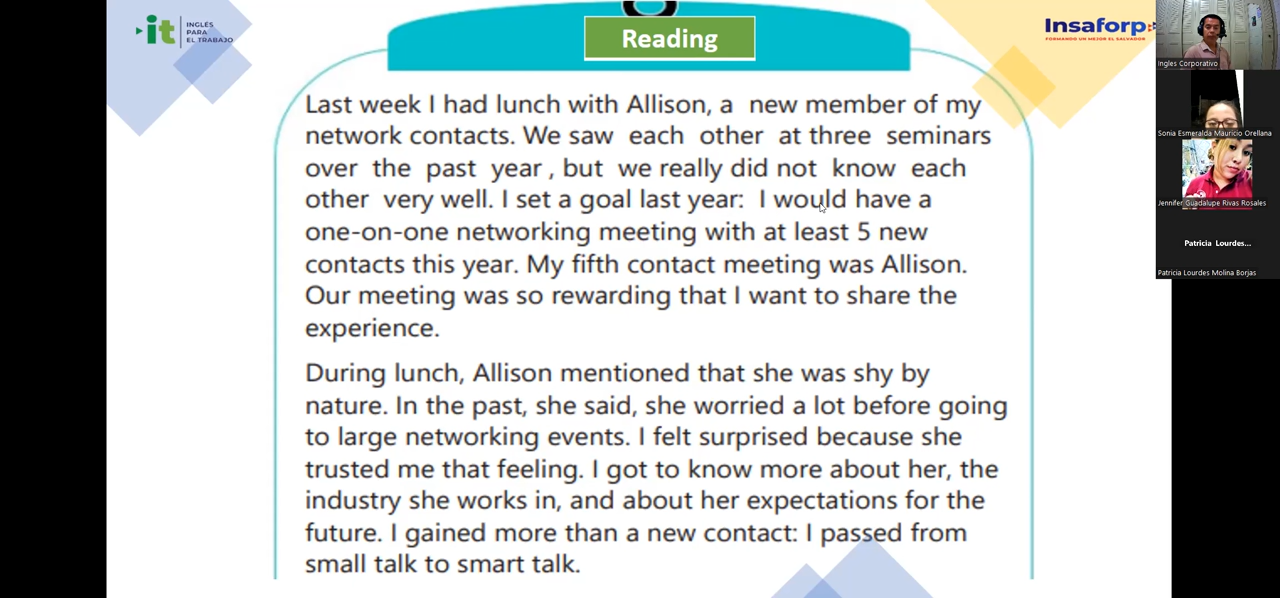 it INGLÉS
PARA
EL TRABAJO
Reading
Insaforp
FORMANDO UN MEJOR EL SALVADOR
Last week I had lunch with Allison, a new member of my
network contacts. We saw each other at three seminars
over the past year , but we really did not know each
other very well. I set a goal last year: I would have a
one-on-one networking meeting with at least 5 new
contacts this year. My fifth contact meeting was Allison.
Our meeting was so rewarding that I want to share the
experience.
During lunch, Allison mentioned that she was shy by
nature. In the past, she said, she worried a lot before going
to large networking events. I felt surprised because she
trusted me that feeling. I got to know more about her, the
industry she works in, and about her expectations for the
future. I gained more than a new contact: I passed from
small talk to smart talk.
Ingles Corporativo
Sonia Esmeralda Mauricio Orellana
Jennifer Guadalupe Rivas Rosales
Patricia Lourdes...
Patricia Lourdes Molina Borjas